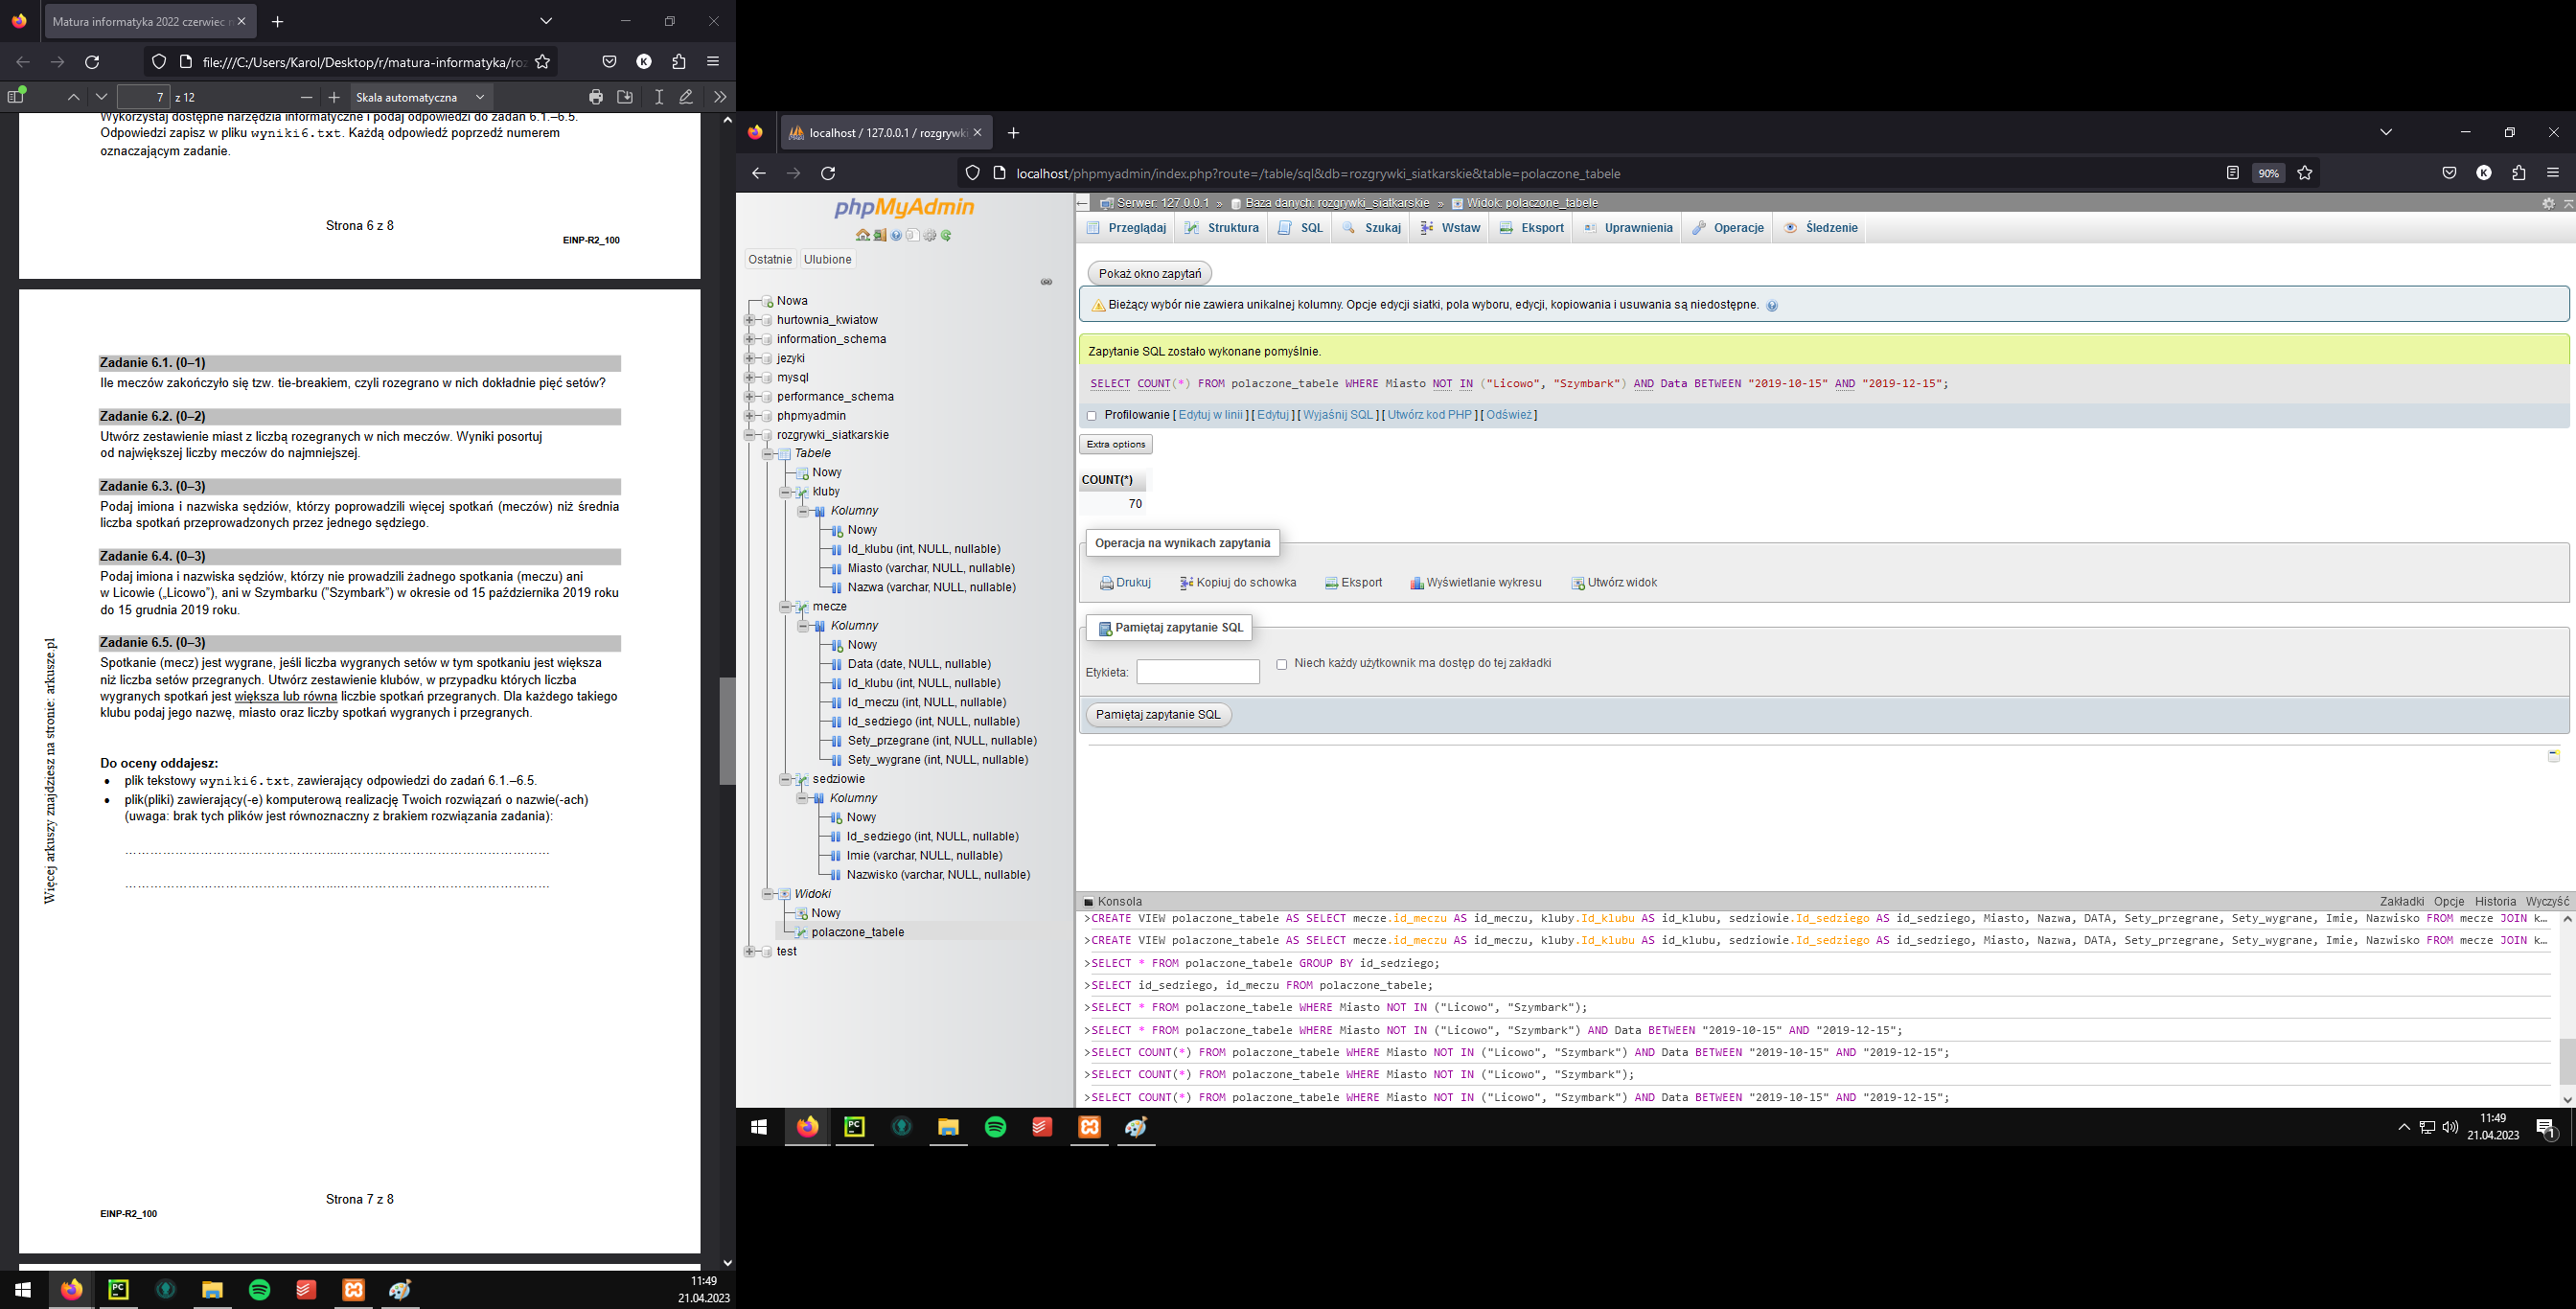 Matura informatyka 2022 czerwiec
file:///C:/Users/Karol/Desktop/r/matura-informatyka/roz
K
7 z 12
Skala automatyczna
Wykorzystaj dostępne narzędzia informatyczne i podaj odpowiedzi do zadań 6.1.–6.5.
Odpowiedzi zapisz w pliku wyniki6.txt. Każdą odpowiedź poprzedź numerem
oznaczającym zadanie.
Strona 6 z 8
EINP-R2_100
Zadanie 6.1. (0–1)
Ile meczów zakończyło się tzw. tie-breakiem, czyli rozegrano w nich dokładnie pięć setów?
Zadanie 6.2. (0–2)
Utwórz zestawienie miast z liczbą rozegranych w nich meczów. Wyniki posortuj
od największej liczby meczów do najmniejszej.
Zadanie 6.3. (0–3)
Podaj imiona i nazwiska sędziów, którzy poprowadzili więcej spotkań (meczów) niż średnia
liczba spotkań przeprowadzonych przez jednego sędziego.
Zadanie 6.4. (0–3)
Podaj imiona i nazwiska sędziów, którzy nie prowadzili żadnego spotkania (meczu) ani
w Licowie („Licowo”), ani w Szymbarku (”Szymbark”) w okresie od 15 października 2019 roku
do 15 grudnia 2019 roku.
Zadanie 6.5. (0–3)
Spotkanie (mecz) jest wygrane, jeśli liczba wygranych setów w tym spotkaniu jest większa
niż liczba setów przegranych. Utwórz zestawienie klubów, w przypadku których liczba
wygranych spotkań jest większa lub równa liczbie spotkań przegranych. Dla każdego takiego
klubu podaj jego nazwę, miasto oraz liczby spotkań wygranych i przegranych.
Do oceny oddajesz:
• plik tekstowy wyniki6.txt, zawierający odpowiedzi do zadań 6.1.–6.5.
• plik(pliki) zawierający(-e) komputerową realizację Twoich rozwiązań o nazwie(-ach)
(uwaga: brak tych plików jest równoznaczny z brakiem rozwiązania zadania):
Więcej arkuszy znajdziesz na stronie: arkusze.pl
Strona 7 z 8
EINP-R2_100
PC
11:49
21.04.2023
localhost / 127.0.0.1 / rozgrywki
localhost/phpmyadmin/index.php?route=/table/sql&db=rozgrywki_siatkarskie&table=polaczone_tabele
90%
K
phpMyAdmin
Ostatnie
Ulubione
Nowa
hurtownia_kwiatow
information_schema
jezyki
mysql
performance_schema
phpmyadmin
rozgrywki_siatkarskie
Tabele
Nowy
kluby
Kolumny
Nowy
Id_klubu (int, NULL, nullable)
Miasto (varchar, NULL, nullable)
Nazwa (varchar, NULL, nullable)
mecze
Kolumny
Nowy
Data (date, NULL, nullable)
Id_klubu (int, NULL, nullable)
Id_meczu (int, NULL, nullable)
Id_sedziego (int, NULL, nullable)
Sety_przegrane (int, NULL, nullable)
Sety_wygrane (int, NULL, nullable)
sedziowie
Kolumny
Nowy
Id_sedziego (int, NULL, nullable)
Imie (varchar, NULL, nullable)
Nazwisko (varchar, NULL, nullable)
Widoki
Nowy
polaczone_tabele
test
Serwer: 127.0.0.1 » Baza danych: rozgrywki_siatkarskie » Widok: polaczone_tabele
Przeglądaj Struktura SQL Szukaj Wstaw Eksport Uprawnienia Operacje Śledzenie
Pokaż okno zapytań
Bieżący wybór nie zawiera unikalnej kolumny. Opcje edycji siatki, pola wyboru, edycji, kopiowania i usuwania są niedostępne.
Zapytanie SQL zostało wykonane pomyślnie.
SELECT COUNT(*) FROM polaczone_tabele WHERE Miasto NOT IN ("Licowo", "Szymbark") AND Data BETWEEN "2019-10-15" AND "2019-12-15";
Profilowanie [ Edytuj w linii ] [ Edytuj ] [ Wyjaśnij SQL ] [ Utwórz kod PHP ] [ Odśwież ]
Extra options
COUNT(*)
70
Operacja na wynikach zapytania
Drukuj Kopiuj do schowka Eksport Wyświetlanie wykresu Utwórz widok
Pamiętaj zapytanie SQL
Etykieta:
Niech każdy użytkownik ma dostęp do tej zakładki
Pamiętaj zapytanie SQL
Konsola
Zakładki Opcje Historia Wyczyść
>CREATE VIEW polaczone_tabele AS SELECT mecze.id_meczu AS id_meczu, kluby.Id_klubu AS id_klubu, sedziowie.Id_sedziego AS id_sedziego, Miasto, Nazwa, DATA, Sety_przegrane, Sety_wygrane, Imie, Nazwisko FROM mecze JOIN k…
>CREATE VIEW polaczone_tabele AS SELECT mecze.id_meczu AS id_meczu, kluby.Id_klubu AS id_klubu, sedziowie.Id_sedziego AS id_sedziego, Miasto, Nazwa, DATA, Sety_przegrane, Sety_wygrane, Imie, Nazwisko FROM mecze JOIN k…
>SELECT * FROM polaczone_tabele GROUP BY id_sedziego;
>SELECT id_sedziego, id_meczu FROM polaczone_tabele;
>SELECT * FROM polaczone_tabele WHERE Miasto NOT IN ("Licowo", "Szymbark");
>SELECT * FROM polaczone_tabele WHERE Miasto NOT IN ("Licowo", "Szymbark") AND Data BETWEEN "2019-10-15" AND "2019-12-15";
>SELECT COUNT(*) FROM polaczone_tabele WHERE Miasto NOT IN ("Licowo", "Szymbark") AND Data BETWEEN "2019-10-15" AND "2019-12-15";
>SELECT COUNT(*) FROM polaczone_tabele WHERE Miasto NOT IN ("Licowo", "Szymbark");
>SELECT COUNT(*) FROM polaczone_tabele WHERE Miasto NOT IN ("Licowo", "Szymbark") AND Data BETWEEN "2019-10-15" AND "2019-12-15";
PC
11:49
21.04.2023
1